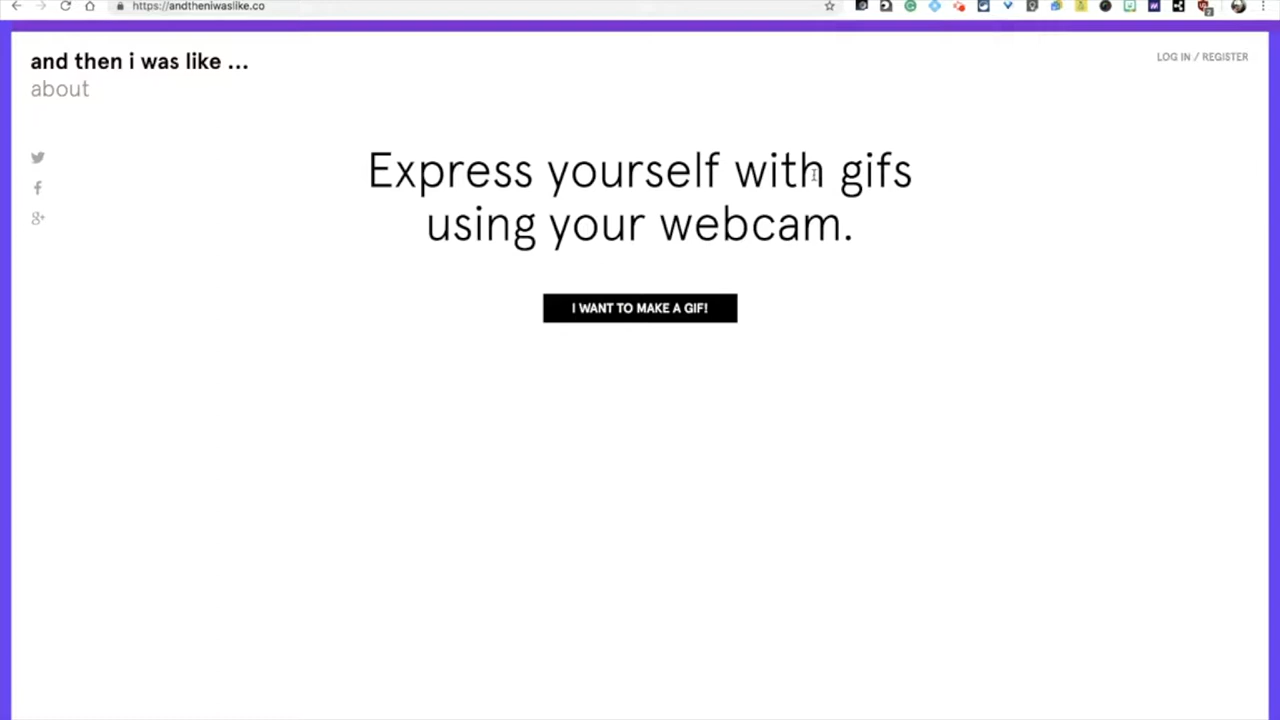 https://andtheniwaslike.co
and then i was like ...
LOG IN / REGISTER
about
Express yourself with gifs
using your webcam.
I WANT TO MAKE A GIF!